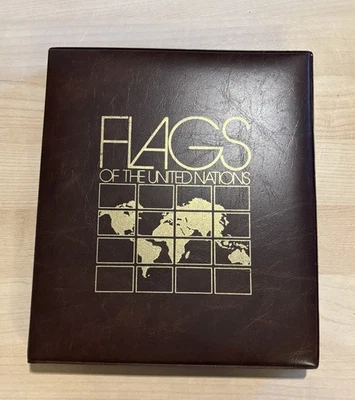 FLAGS
OF THE UNITED NATIONS